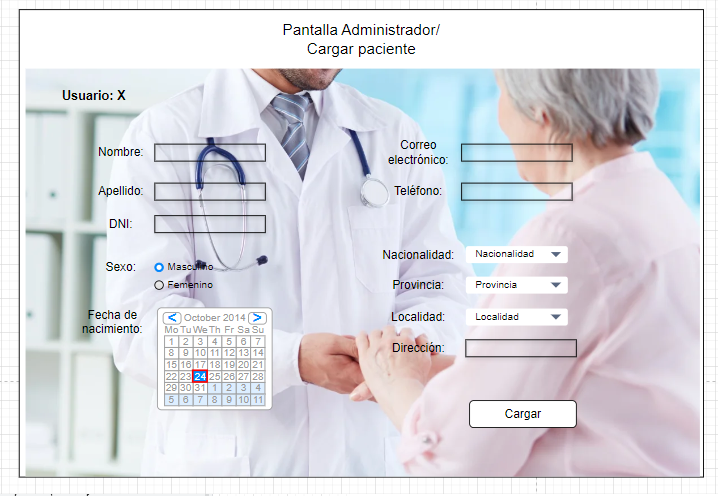 Pantalla Administrador/
Cargar paciente
Usuario: X
Nombre:
Apellido:
DNI:
Sexo:
Masculino
Femenino
Fecha de
nacimiento:
October 2014
Mo Tu We Th Fr Sa Su
1 2 3 4 5 6 7
8 9 10 11 12 13 14
15 16 17 18 19 20 21
22 23 24 25 26 27 28
29 30 31 1 2 3 4
5 6 7 8 9 10 11
Correo
electrónico:
Teléfono:
Nacionalidad: Nacionalidad
Provincia: Provincia
Localidad: Localidad
Dirección:
Cargar